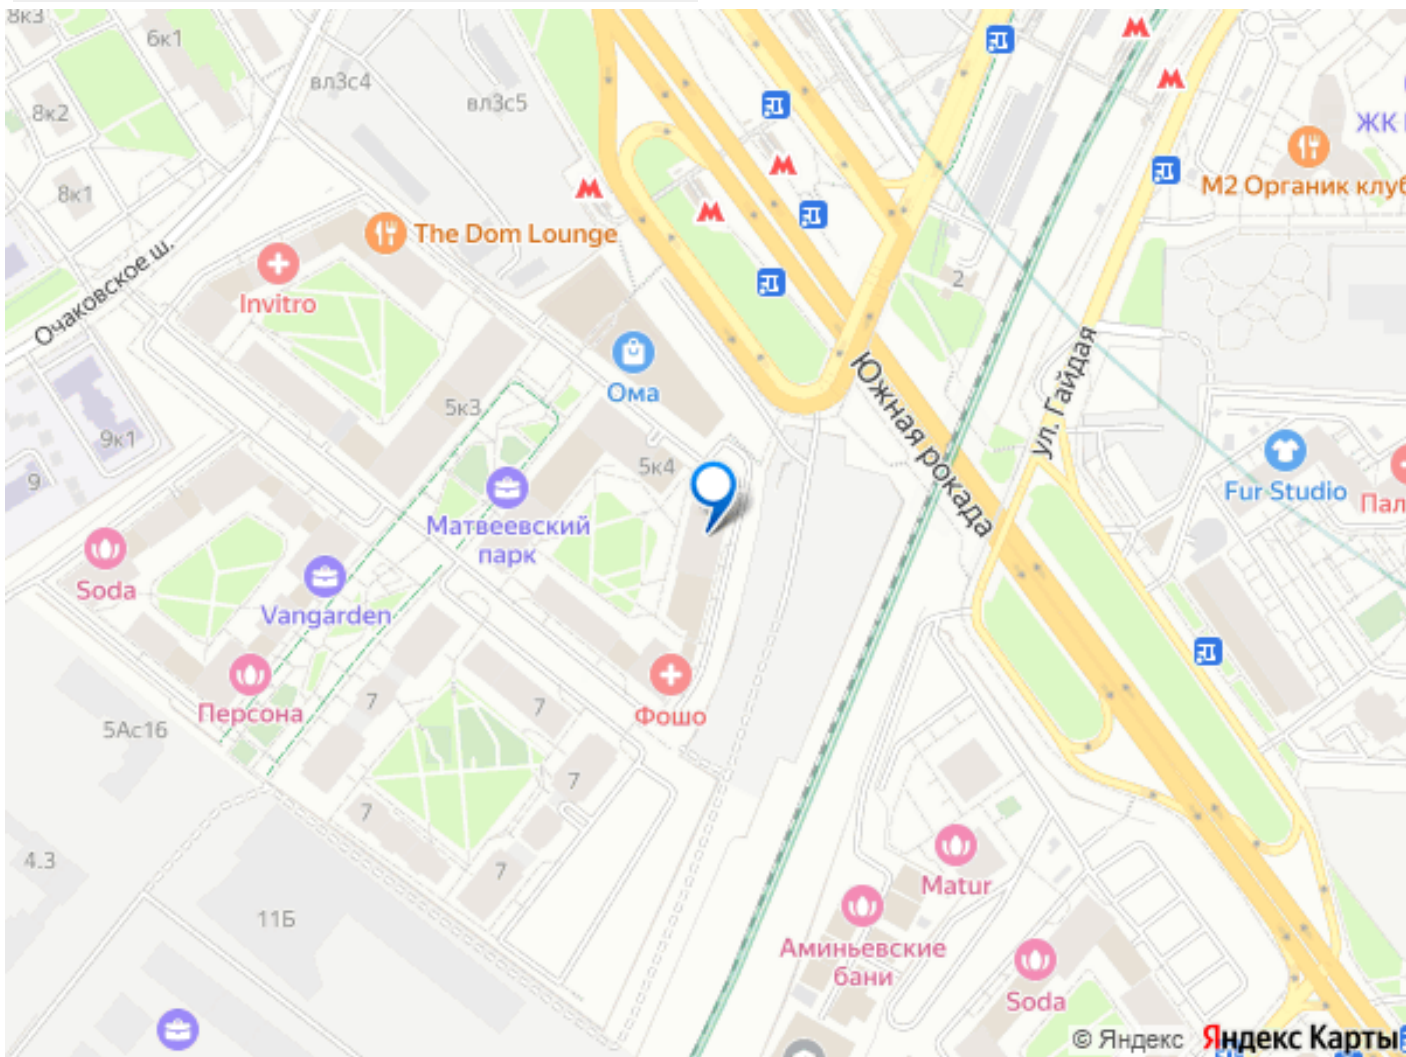 8к3
6к1
вл3с4
вл3с5
8к2
8к1
ЖК
М2 Органик клуб
The Dom Lounge
Invitro
Очаковское ш.
2
Ома
Южная рокада
ул. Гайдая
5к3
9к1
9
5к4
Матвеевский
парк
Fur Studio
Пал
Soda
Vangarden
Персона
Фошо
7
7
5Ас16
7
7
7
4.3
11Б
Matur
Аминьевские
бани
Soda
© Яндекс Яндекс Карты